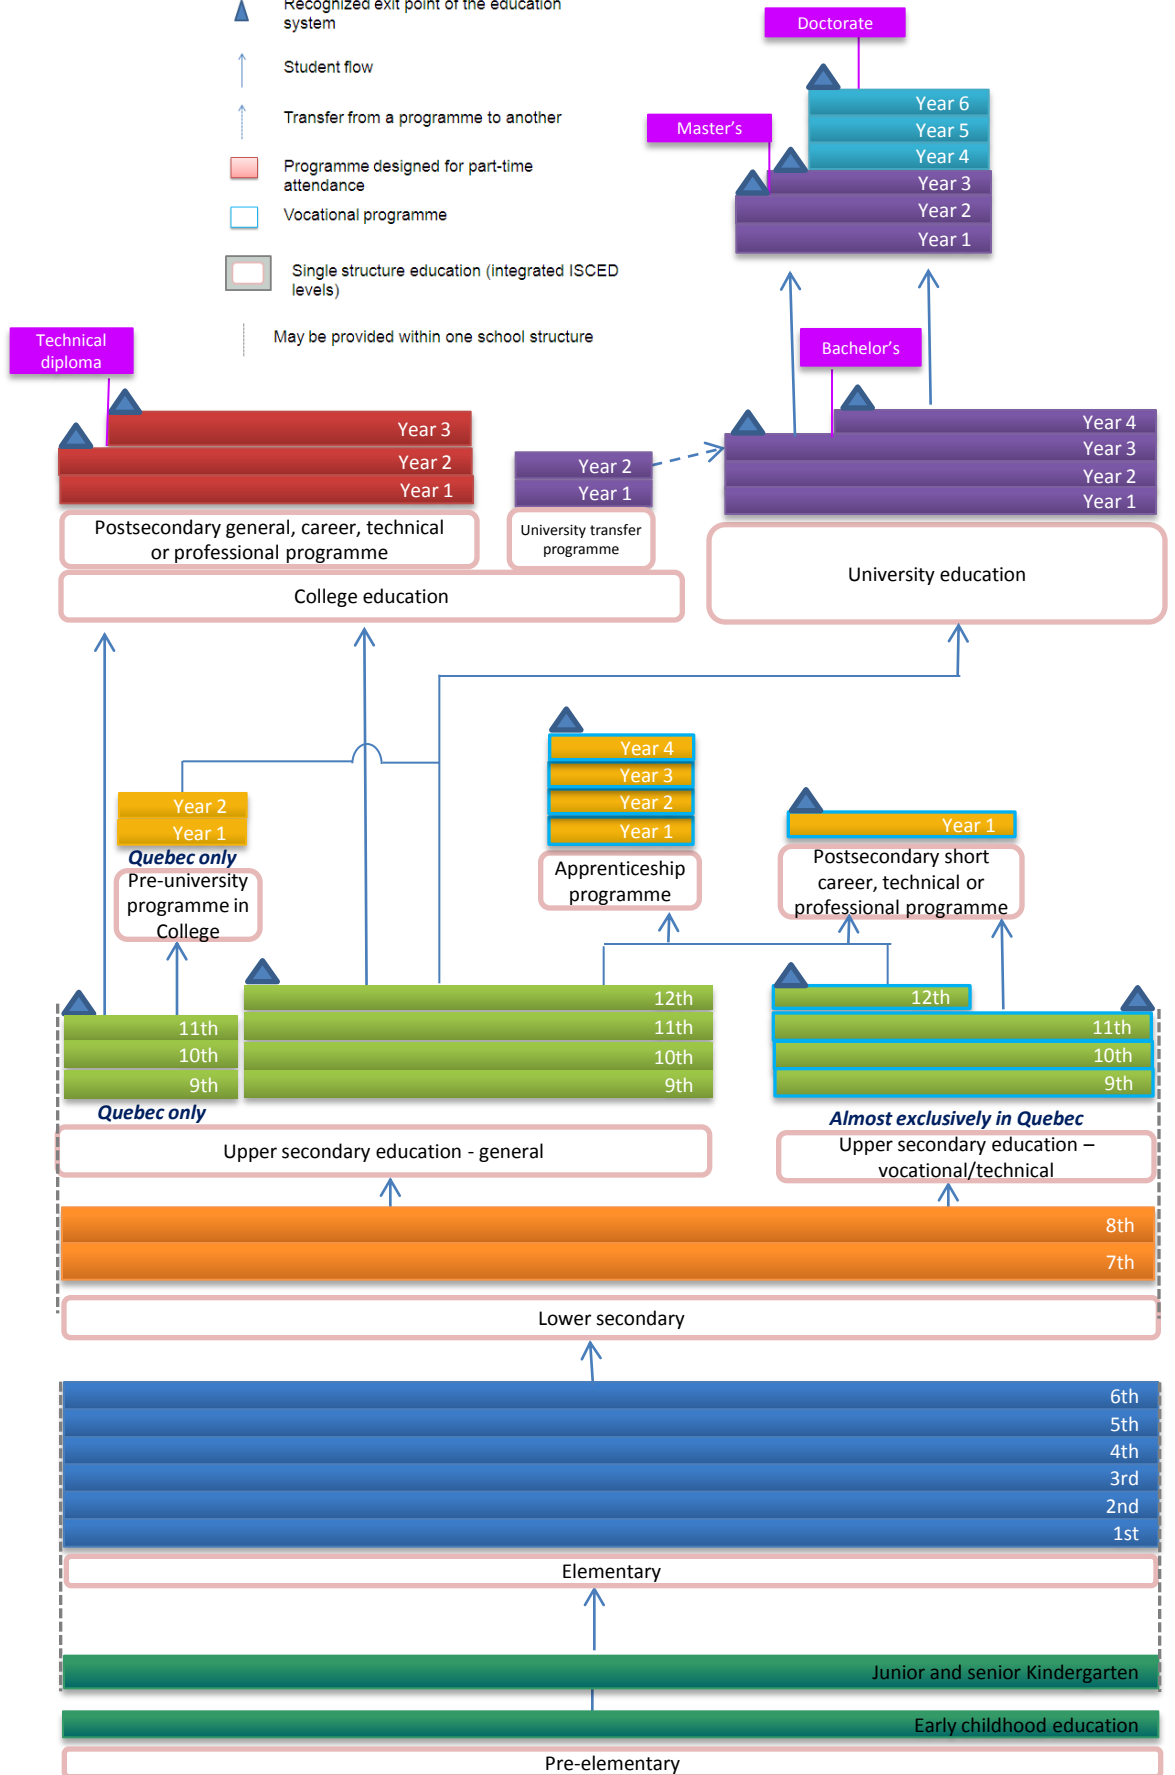 Recognized exit point of the education
system
Student flow
Transfer from a programme to another
Programme designed for part-time
attendance
Vocational programme
Single structure education (integrated ISCED
levels)
May be provided within one school structure
Doctorate
Year 6
Year 5
Year 4
Master's
Year 3
Year 2
Year 1
Technical
diploma
Year 3
Year 2
Year 1
Postsecondary general, career, technical
or professional programme
Year 2
Year 1
University transfer
programme
College education
Bachelor's
Year 4
Year 3
Year 2
Year 1
University education
Year 2
Year 1
Quebec only
Pre-university
programme in
College
Year 4
Year 3
Year 2
Year 1
Apprenticeship
programme
Year 1
Postsecondary short
career, technical or
professional programme
11th
10th
9th
Quebec only
12th
11th
10th
9th
Upper secondary education - general
12th
11th
10th
9th
Almost exclusively in Quebec
Upper secondary education –
vocational/technical
8th
7th
Lower secondary
6th
5th
4th
3rd
2nd
1st
Elementary
Junior and senior Kindergarten
Early childhood education
Pre-elementary